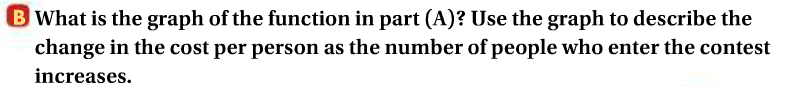 B What is the graph of the function in part (A)? Use the graph to describe the
change in the cost per person as the number of people who enter the contest
increases.